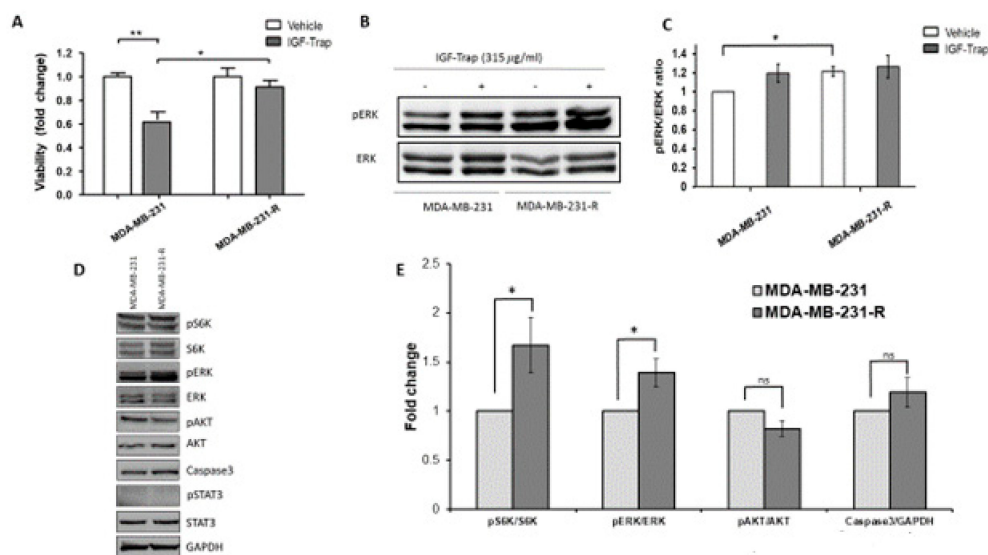 A
**
*
Vehicle
IGF-Trap
Viability (fold change)
1.2
1.0
0.8
0.6
0.4
0.2
0.0
MDA-MB-231
MDA-MB-231-R
B
IGF-Trap (315 µg/ml)
- + - +
pERK
ERK
MDA-MB-231 MDA-MB-231-R
C
*
Vehicle
IGF-Trap
pERK/ERK ratio
1.4
1.2
1
0.8
0.6
0.4
0.2
0
MDA-MB-231
MDA-MB-231-R
D
MDA-MB-231
MDA-MB-231-R
pS6K
S6K
pERK
ERK
pAKT
AKT
Caspase3
pSTAT3
STAT3
GAPDH
E
MDA-MB-231
MDA-MB-231-R
Fold change
2.5
2
1.5
1
0.5
0
*
*
ns
ns
pS6K/S6K pERK/ERK pAKT/AKT Caspase3/GAPDH